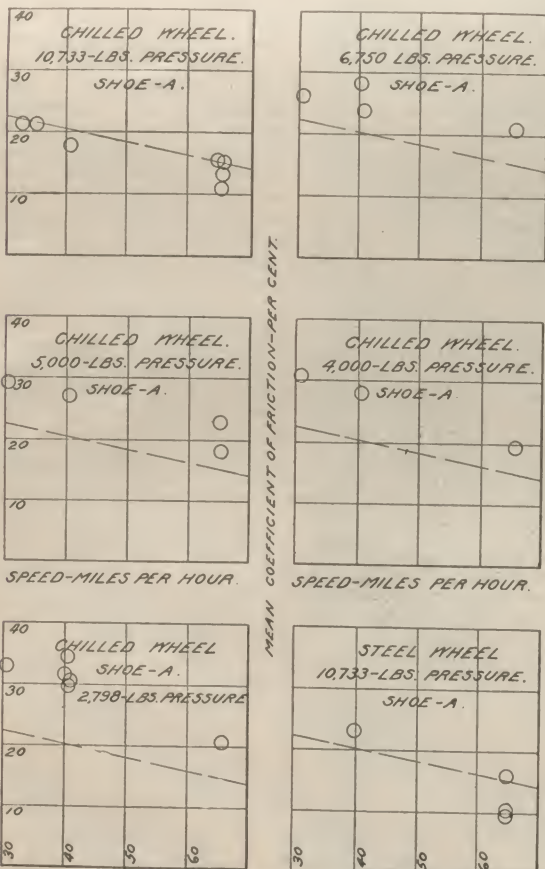 40
CHILLED WHEEL.
10,733-LBS. PRESSURE.
30
SHOE-A.
20
10
CHILLED WHEEL.
6,750 LBS. PRESSURE.
SHOE-A.
40
CHILLED WHEEL.
5,000-LBS. PRESSURE.
30
SHOE-A.
20
10
CHILLED WHEEL.
4,000-LBS. PRESSURE.
SHOE-A.
MEAN COEFFICIENT OF FRICTION-PER CENT.
SPEED-MILES PER HOUR.
SPEED-MILES PER HOUR.
40
CHILLED WHEEL
SHOE-A.
30
2,798-LBS. PRESSURE
20
10
30
40
50
60
STEEL WHEEL
10,733-LBS. PRESSURE.
SHOE-A.
30
40
50
60